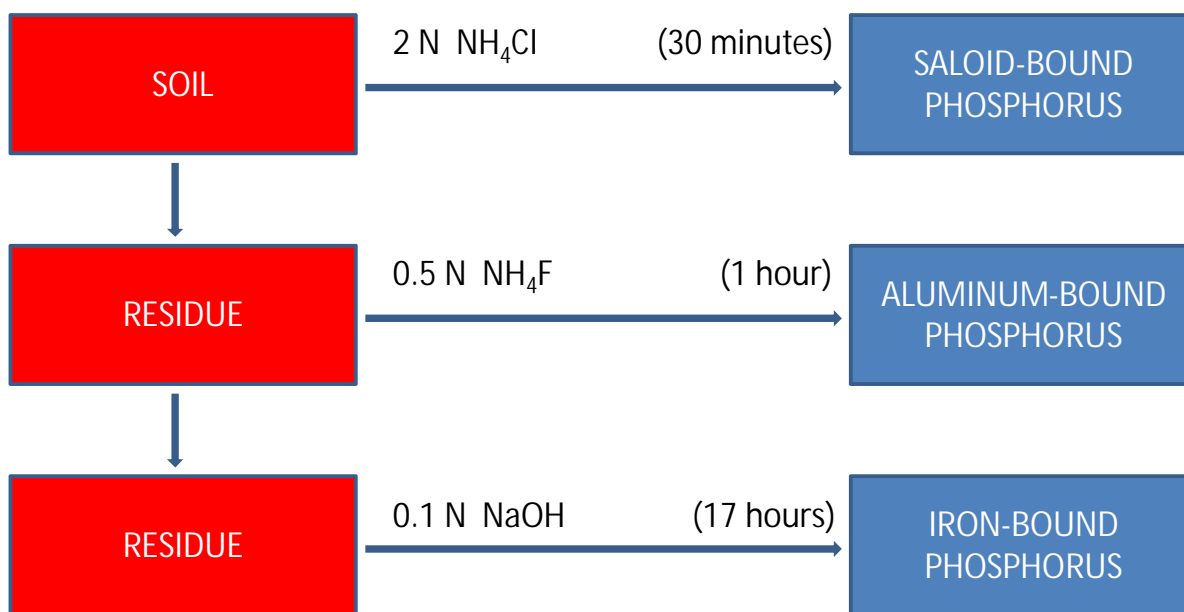 SOIL
2 N NH₄Cl (30 minutes)
SALOID-BOUND
PHOSPHORUS
RESIDUE
0.5 N NH₄F (1 hour)
ALUMINUM-BOUND
PHOSPHORUS
RESIDUE
0.1 N NaOH (17 hours)
IRON-BOUND
PHOSPHORUS